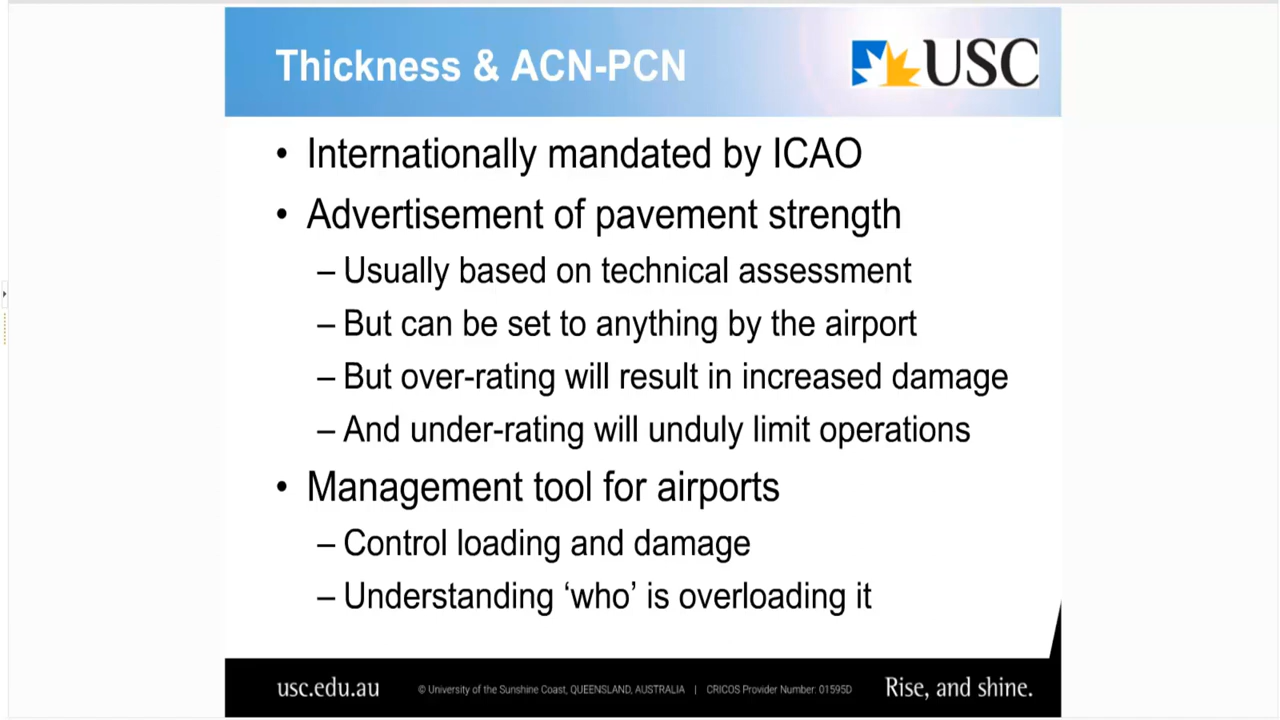 Thickness & ACN-PCN
USC
• Internationally mandated by ICAO
• Advertisement of pavement strength
– Usually based on technical assessment
– But can be set to anything by the airport
– But over-rating will result in increased damage
– And under-rating will unduly limit operations
• Management tool for airports
– Control loading and damage
– Understanding ‘who’ is overloading it
usc.edu.au
© University of the Sunshine Coast, QUEENSLAND, AUSTRALIA | CRICOS Provider Number: 01595D
Rise, and shine.